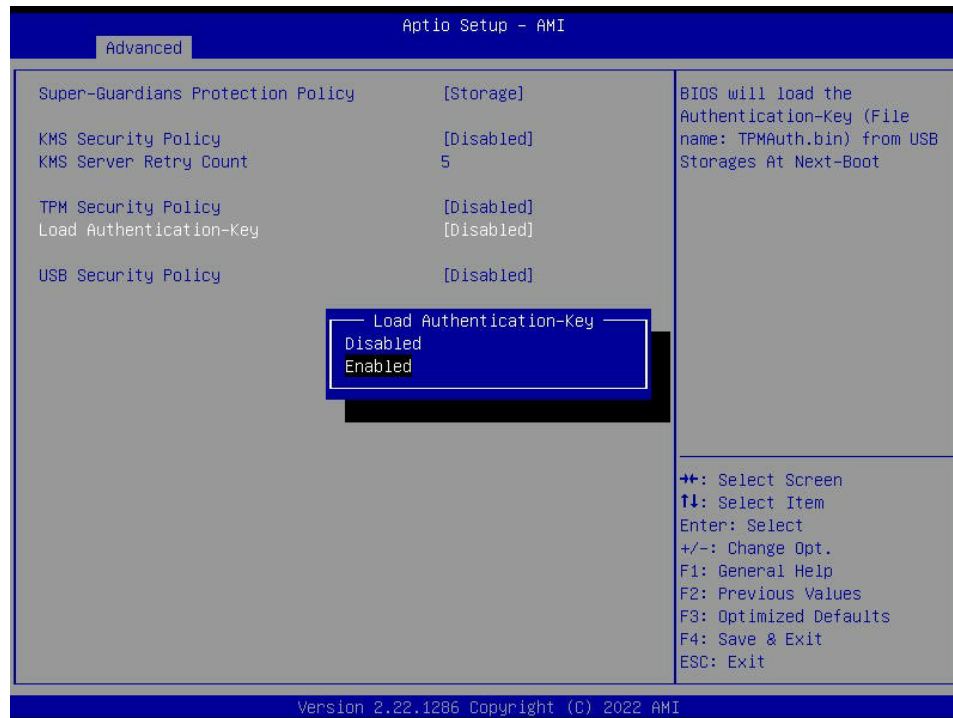 Aptio Setup – AMI
Advanced
Super-Guardians Protection Policy [Storage]
KMS Security Policy [Disabled]
KMS Server Retry Count 5
TPM Security Policy [Disabled]
Load Authentication-Key [Disabled]
USB Security Policy [Disabled]
Load Authentication-Key
Disabled
Enabled
BIOS will load the
Authentication-Key (File
name: TPMAuth.bin) from USB
Storages At Next-Boot
→←: Select Screen
↑↓: Select Item
Enter: Select
+/-: Change Opt.
F1: General Help
F2: Previous Values
F3: Optimized Defaults
F4: Save & Exit
ESC: Exit
Version 2.22.1286 Copyright (C) 2022 AMI